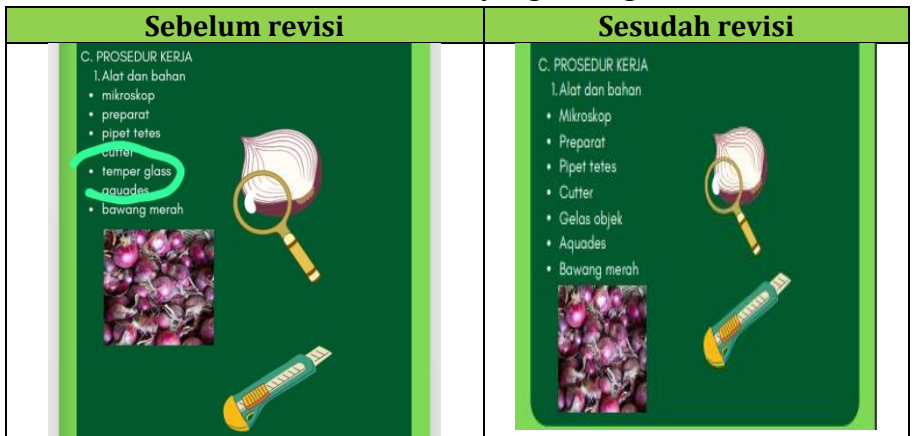 Sebelum revisi
Sesudah revisi
C. PROSEDUR KERJA
1. Alat dan bahan
• mikroskop
• preparat
• pipet tetes
• cutter
• temper glass
• aquades
• bawang merah
C. PROSEDUR KERJA
1. Alat dan bahan
• Mikroskop
• Preparat
• Pipet tetes
• Cutter
• Gelas objek
• Aquades
• Bawang merah